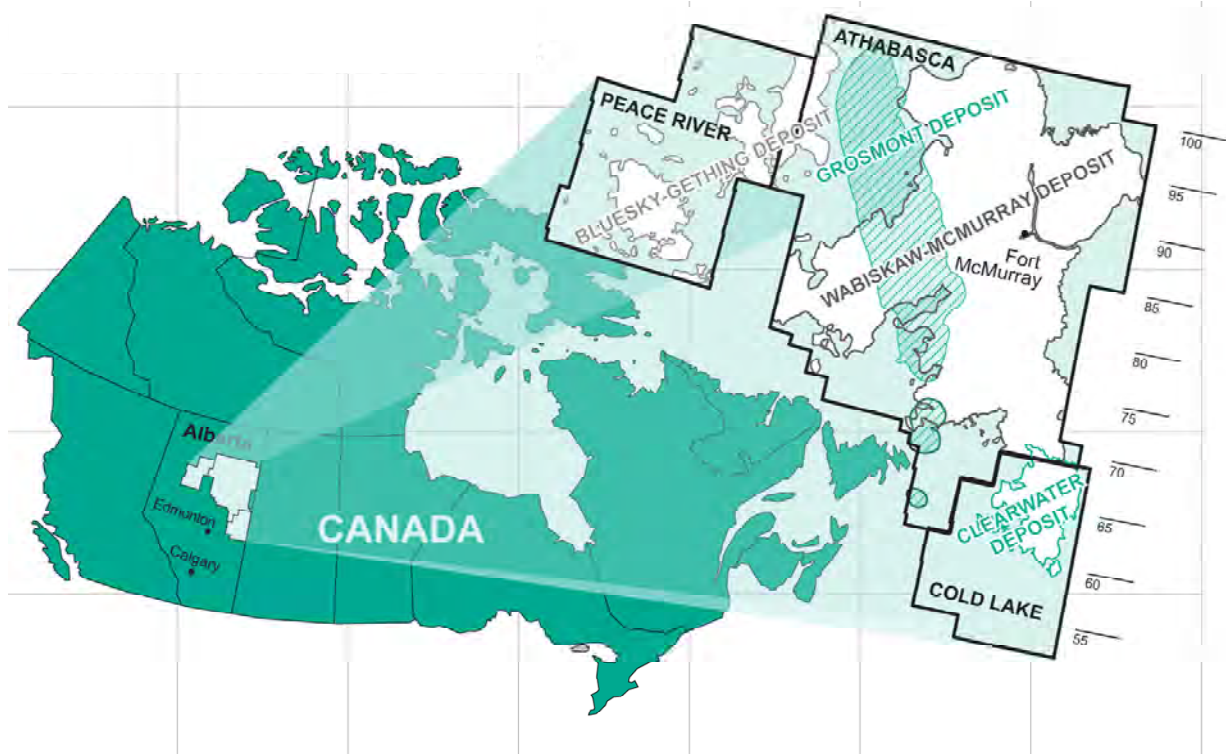 ATHABASCA
PEACE RIVER
BLUESKY-GETHING DEPOSIT
GROSMONT DEPOSIT
WABISKAW-MCMURRAY DEPOSIT
Fort
McMurray
100
95
90
85
80
75
70
65
60
55
CLEARWATER
DEPOSIT
COLD LAKE
Alberta
Edmunton
Calgary
CANADA